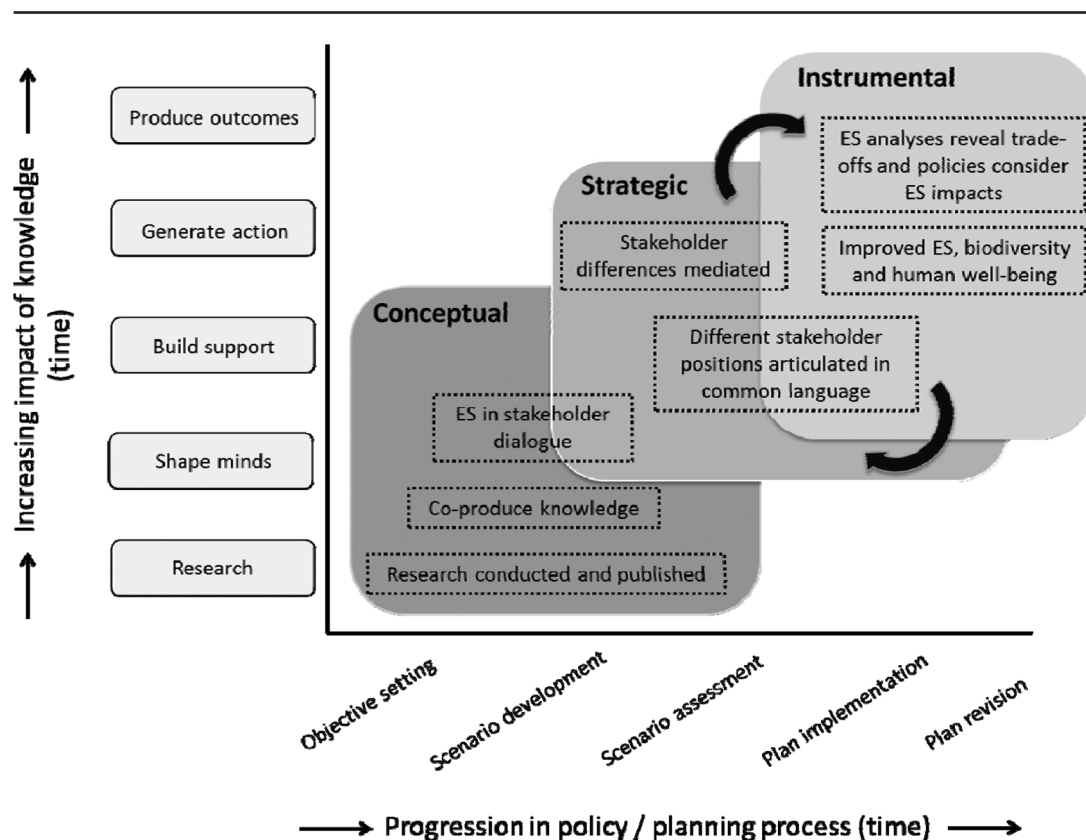 Increasing impact of knowledge
(time)
Produce outcomes
Generate action
Build support
Shape minds
Research
Instrumental
ES analyses reveal trade-
offs and policies consider
ES impacts
Improved ES, biodiversity
and human well-being
Strategic
Stakeholder
differences mediated
Different stakeholder
positions articulated in
common language
Conceptual
ES in stakeholder
dialogue
Co-produce knowledge
Research conducted and published
Objective setting
Scenario development
Scenario assessment
Plan implementation
Plan revision
Progression in policy / planning process (time)